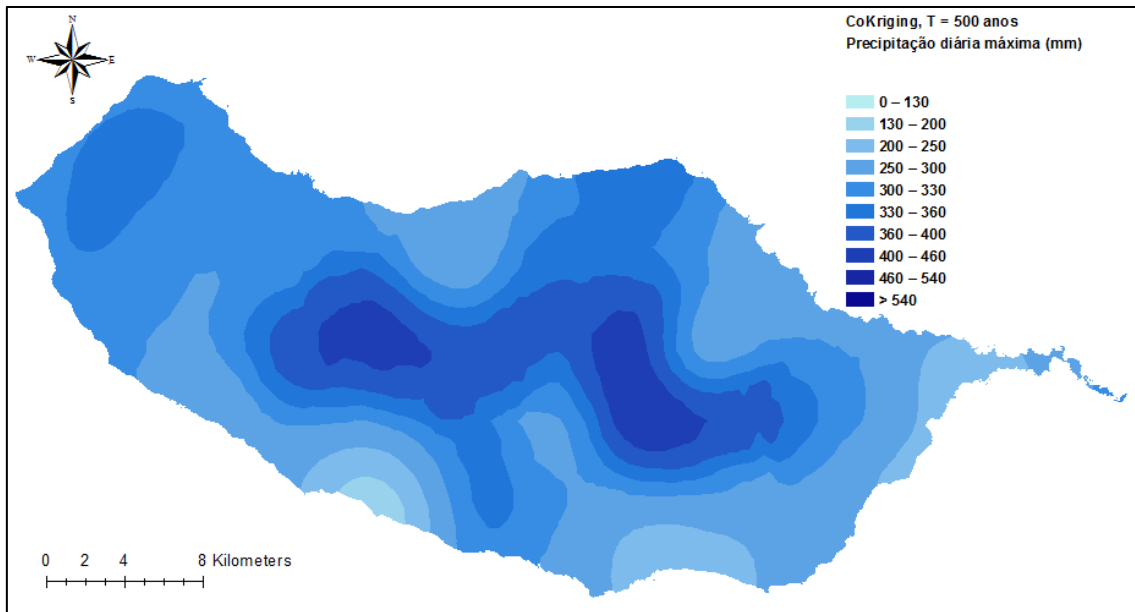 CoKriging, T = 500 anos
Precipitação diária máxima (mm)
N
W E
S
0 – 130
130 – 200
200 – 250
250 – 300
300 – 330
330 – 360
360 – 400
400 – 460
460 – 540
> 540
0 2 4 8 Kilometers